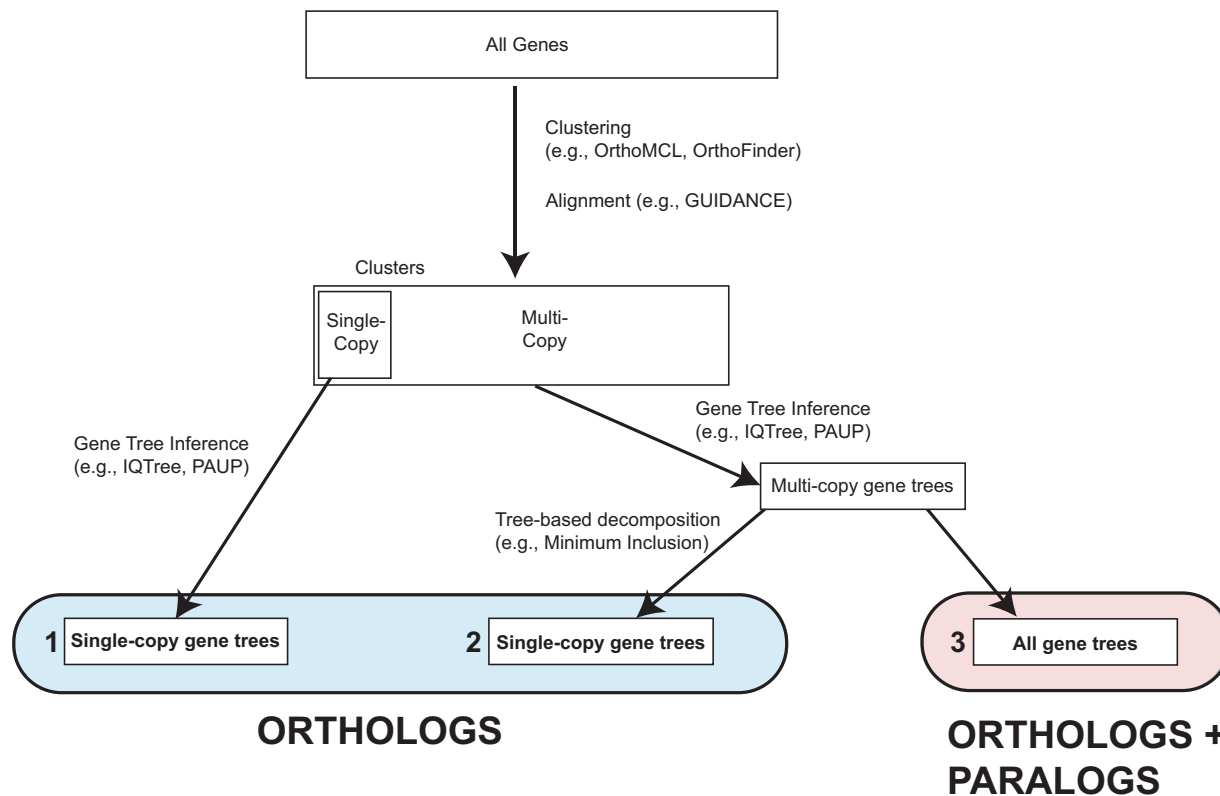 All Genes
Clustering
(e.g., OrthoMCL, OrthoFinder)
Alignment (e.g., GUIDANCE)
Clusters
Single-
Copy
Multi-
Copy
Gene Tree Inference
(e.g., IQTree, PAUP)
Gene Tree Inference
(e.g., IQTree, PAUP)
Multi-copy gene trees
Tree-based decomposition
(e.g., Minimum Inclusion)
1 Single-copy gene trees
2 Single-copy gene trees
3 All gene trees
ORTHOLOGS
ORTHOLOGS +
PARALOGS